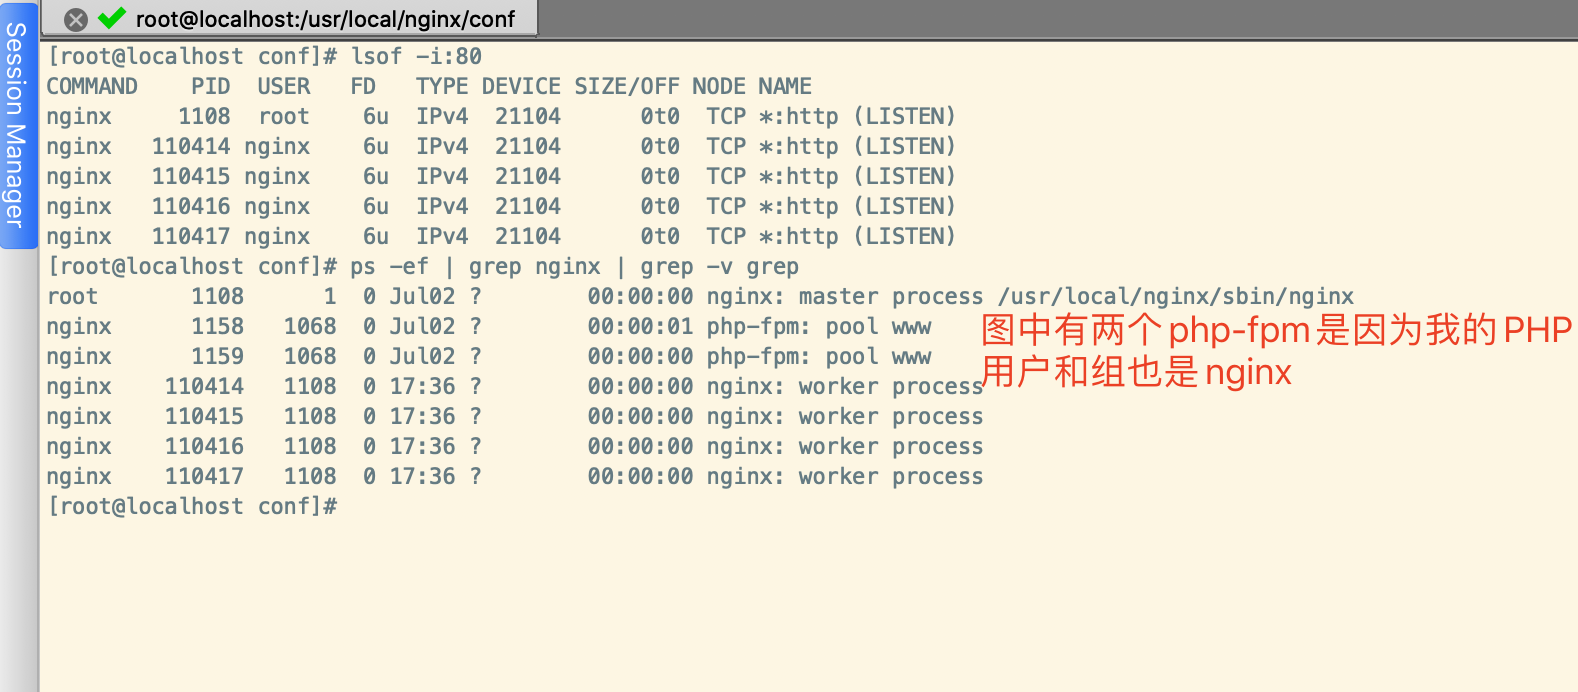 root@localhost:/usr/local/nginx/conf
Session Manager
[root@localhost conf]# lsof -i:80
COMMAND    PID  USER   FD   TYPE DEVICE SIZE/OFF NODE NAME
nginx     1108  root    6u  IPv4  21104      0t0  TCP *:http (LISTEN)
nginx   110414 nginx    6u  IPv4  21104      0t0  TCP *:http (LISTEN)
nginx   110415 nginx    6u  IPv4  21104      0t0  TCP *:http (LISTEN)
nginx   110416 nginx    6u  IPv4  21104      0t0  TCP *:http (LISTEN)
nginx   110417 nginx    6u  IPv4  21104      0t0  TCP *:http (LISTEN)
[root@localhost conf]# ps -ef | grep nginx | grep -v grep
root       1108      1  0 Jul02 ?        00:00:00 nginx: master process /usr/local/nginx/sbin/nginx
nginx      1158   1068  0 Jul02 ?        00:00:01 php-fpm: pool www
nginx      1159   1068  0 Jul02 ?        00:00:00 php-fpm: pool www
图中有两个php-fpm是因为我的PHP
用户和组也是nginx
nginx    110414   1108  0 17:36 ?        00:00:00 nginx: worker process
nginx    110415   1108  0 17:36 ?        00:00:00 nginx: worker process
nginx    110416   1108  0 17:36 ?        00:00:00 nginx: worker process
nginx    110417   1108  0 17:36 ?        00:00:00 nginx: worker process
[root@localhost conf]#